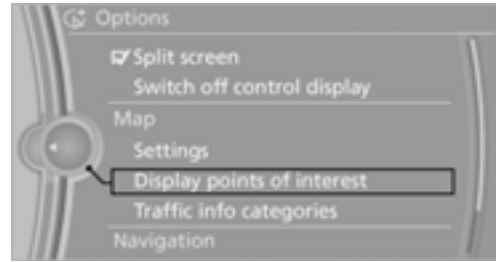 Options
Split screen
Switch off control display
Map
Settings
Display points of interest
Traffic info categories
Navigation